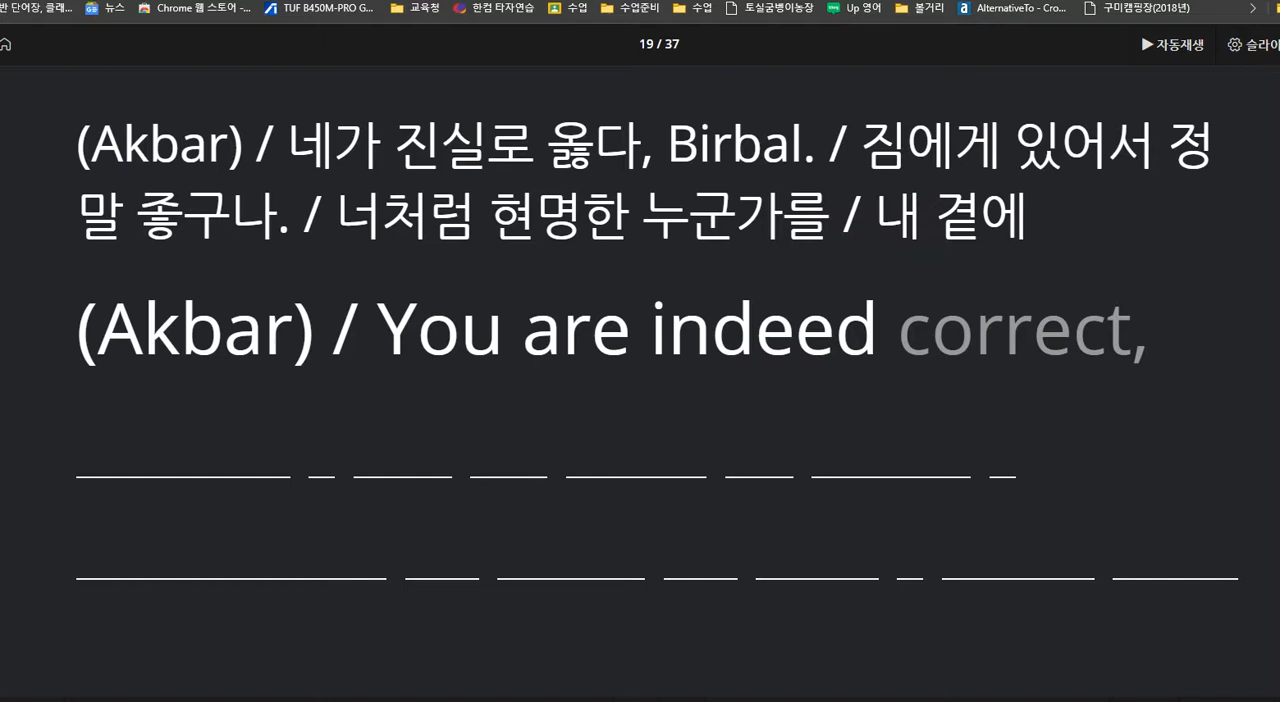 반 단어장, 클래... 뉴스 Chrome 웹 스토어 -... TUF B450M-PRO G... 교육청 한컴 타자연습 수업 수업준비 수업 토실궁뱅이농장 Up 영어 볼거리 AlternativeTo - Cro... 구미캠핑장(2018년)
19 / 37 자동재생 슬라이
(Akbar) / 네가 진실로 옳다, Birbal. / 짐에게 있어서 정
말 좋구나. / 너처럼 현명한 누군가를 / 내 곁에
(Akbar) / You are indeed correct,